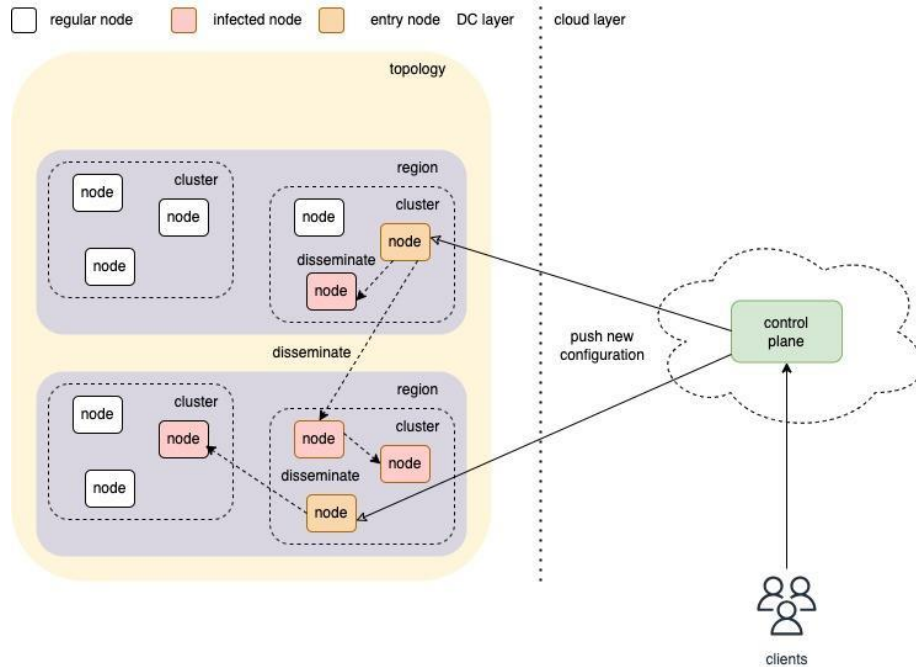 regular node
infected node
entry node
DC layer
cloud layer
topology
region
cluster
node
node
node
cluster
node
node
disseminate
node
disseminate
region
cluster
node
node
node
cluster
node
node
disseminate
node
push new
configuration
control
plane
clients